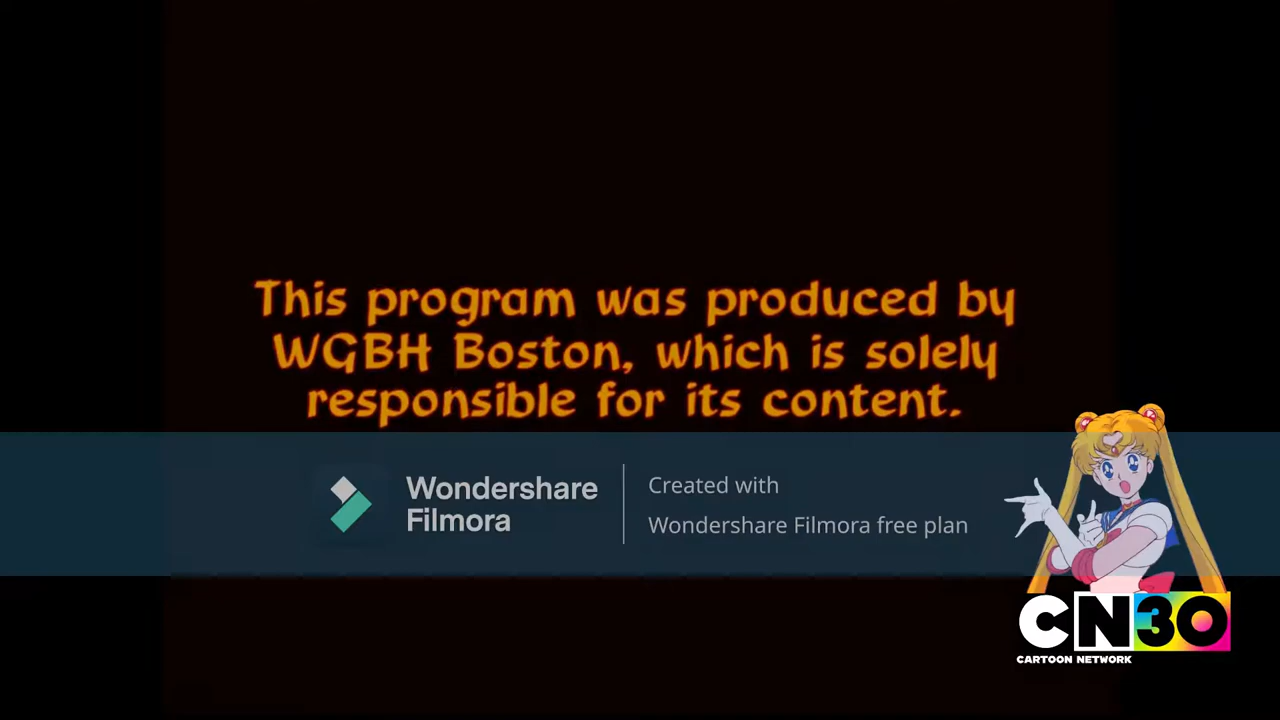 This program was produced by
WGBH Boston, which is solely
responsible for its content.
Wondershare
Filmora
Created with
Wondershare Filmora free plan
CN30
CARTOON NETWORK